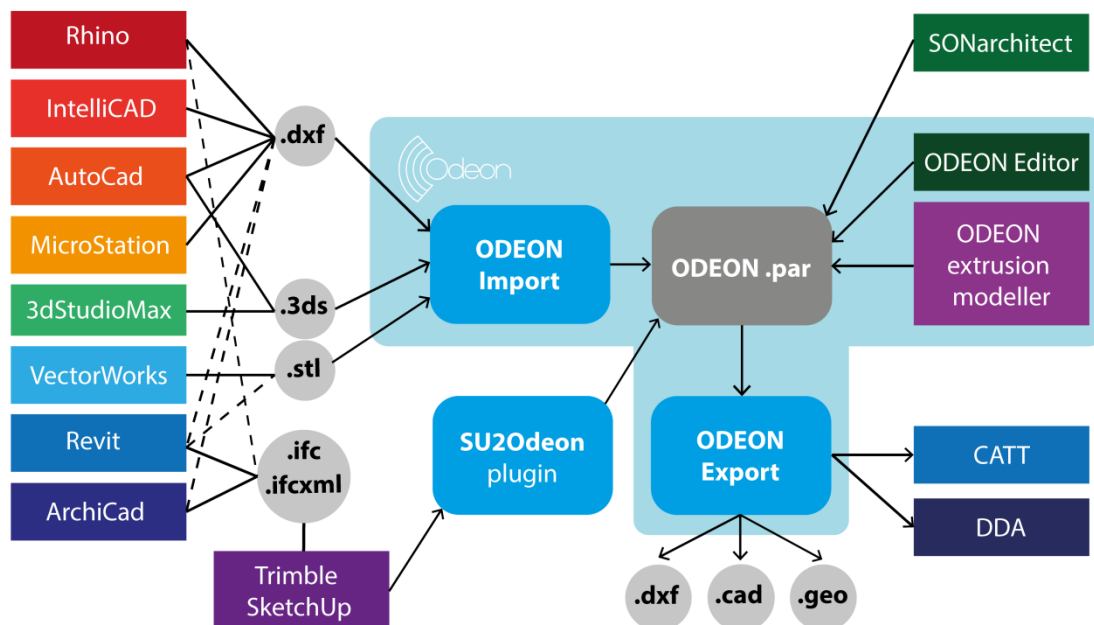 Rhino
IntelliCAD
AutoCad
MicroStation
3dStudioMax
VectorWorks
Revit
ArchiCad
.dxf
.3ds
.stl
.ifc
.ifcxml
Trimble
SketchUp
Odeon
ODEON
Import
SU2Odeon
plugin
ODEON .par
ODEON
Export
.dxf
.cad
.geo
SONarchitect
ODEON Editor
ODEON
extrusion
modeller
CATT
DDA